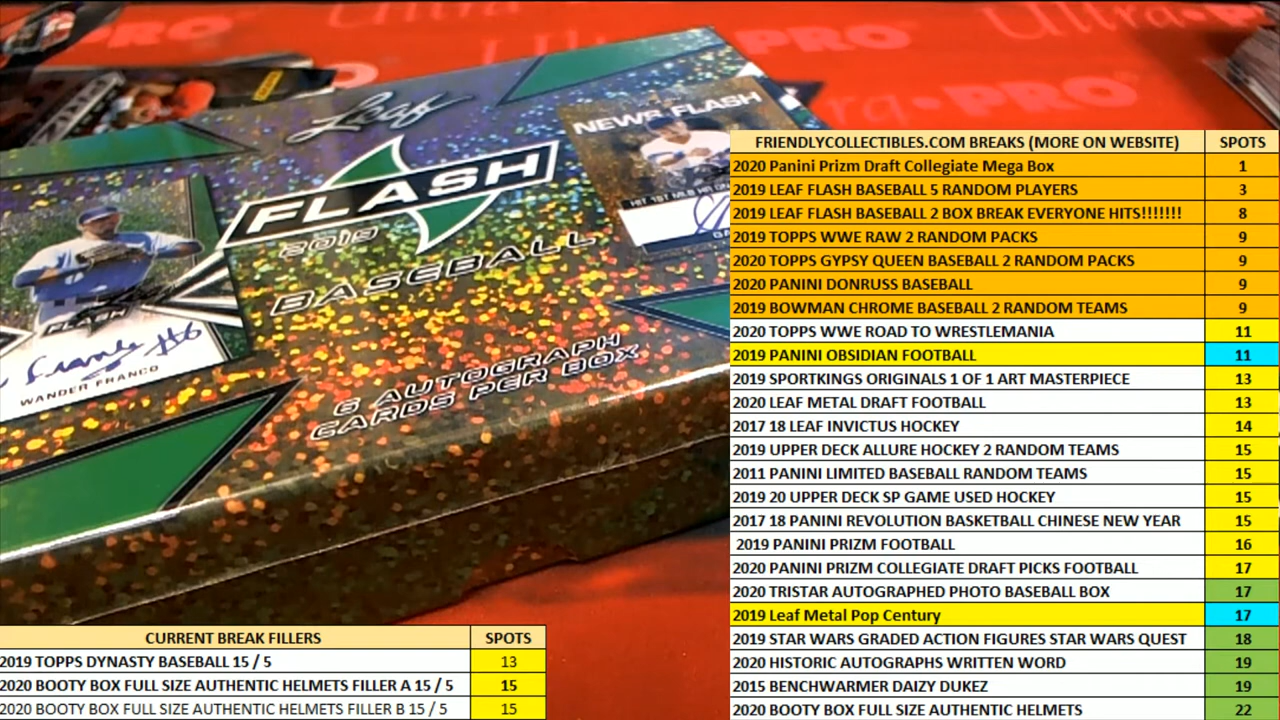 Ultra PRO
Ultra PRO
Leaf
FLASH
2019
BASEBALL
6 AUTOGRAPH
CARDS PER BOX
NEWS FLASH
HIT 1ST MLB HR ON
FLASH
Franco #6
WANDER FRANCO
FRIENDLYCOLLECTIBLES.COM BREAKS (MORE ON WEBSITE) SPOTS
2020 Panini Prizm Draft Collegiate Mega Box 1
2019 LEAF FLASH BASEBALL 5 RANDOM PLAYERS 3
2019 LEAF FLASH BASEBALL 2 BOX BREAK EVERYONE HITS!!!!!!! 8
2019 TOPPS WWE RAW 2 RANDOM PACKS 9
2020 TOPPS GYPSY QUEEN BASEBALL 2 RANDOM PACKS 9
2020 PANINI DONRUSS BASEBALL 9
2019 BOWMAN CHROME BASEBALL 2 RANDOM TEAMS 9
2020 TOPPS WWE ROAD TO WRESTLEMANIA 11
2019 PANINI OBSIDIAN FOOTBALL 11
2019 SPORTKINGS ORIGINALS 1 OF 1 ART MASTERPIECE 13
2020 LEAF METAL DRAFT FOOTBALL 13
2017 18 LEAF INVICTUS HOCKEY 14
2019 UPPER DECK ALLURE HOCKEY 2 RANDOM TEAMS 15
2011 PANINI LIMITED BASEBALL RANDOM TEAMS 15
2019 20 UPPER DECK SP GAME USED HOCKEY 15
2017 18 PANINI REVOLUTION BASKETBALL CHINESE NEW YEAR 15
2019 PANINI PRIZM FOOTBALL 16
2020 PANINI PRIZM COLLEGIATE DRAFT PICKS FOOTBALL 17
2020 TRISTAR AUTOGRAPHED PHOTO BASEBALL BOX 17
2019 Leaf Metal Pop Century 17
2019 STAR WARS GRADED ACTION FIGURES STAR WARS QUEST 18
2020 HISTORIC AUTOGRAPHS WRITTEN WORD 19
2015 BENCHWARMER DAIZY DUKEZ 19
2020 BOOTY BOX FULL SIZE AUTHENTIC HELMETS 22
CURRENT BREAK FILLERS SPOTS
2019 TOPPS DYNASTY BASEBALL 15 / 5 13
2020 BOOTY BOX FULL SIZE AUTHENTIC HELMETS FILLER A 15 / 5 15
2020 BOOTY BOX FULL SIZE AUTHENTIC HELMETS FILLER B 15 / 5 15